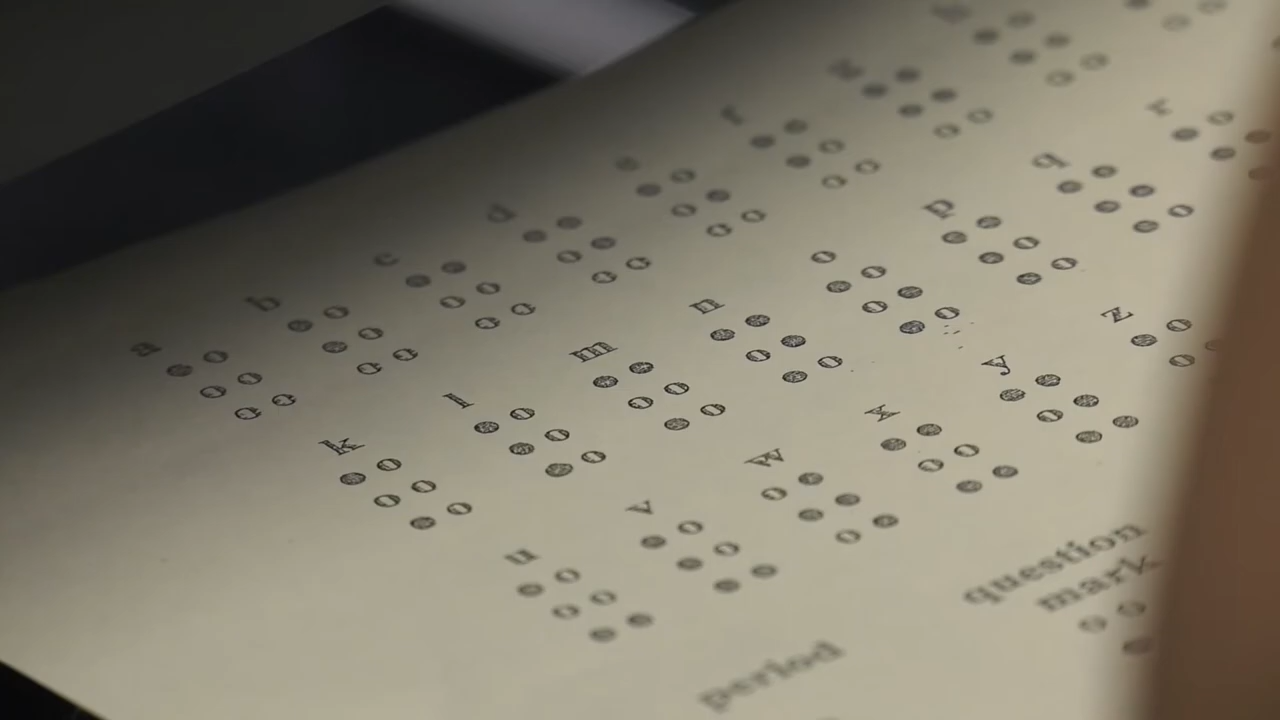 a b c d e f g h
k l m n o p q r
u v w x y z
period
question
mark